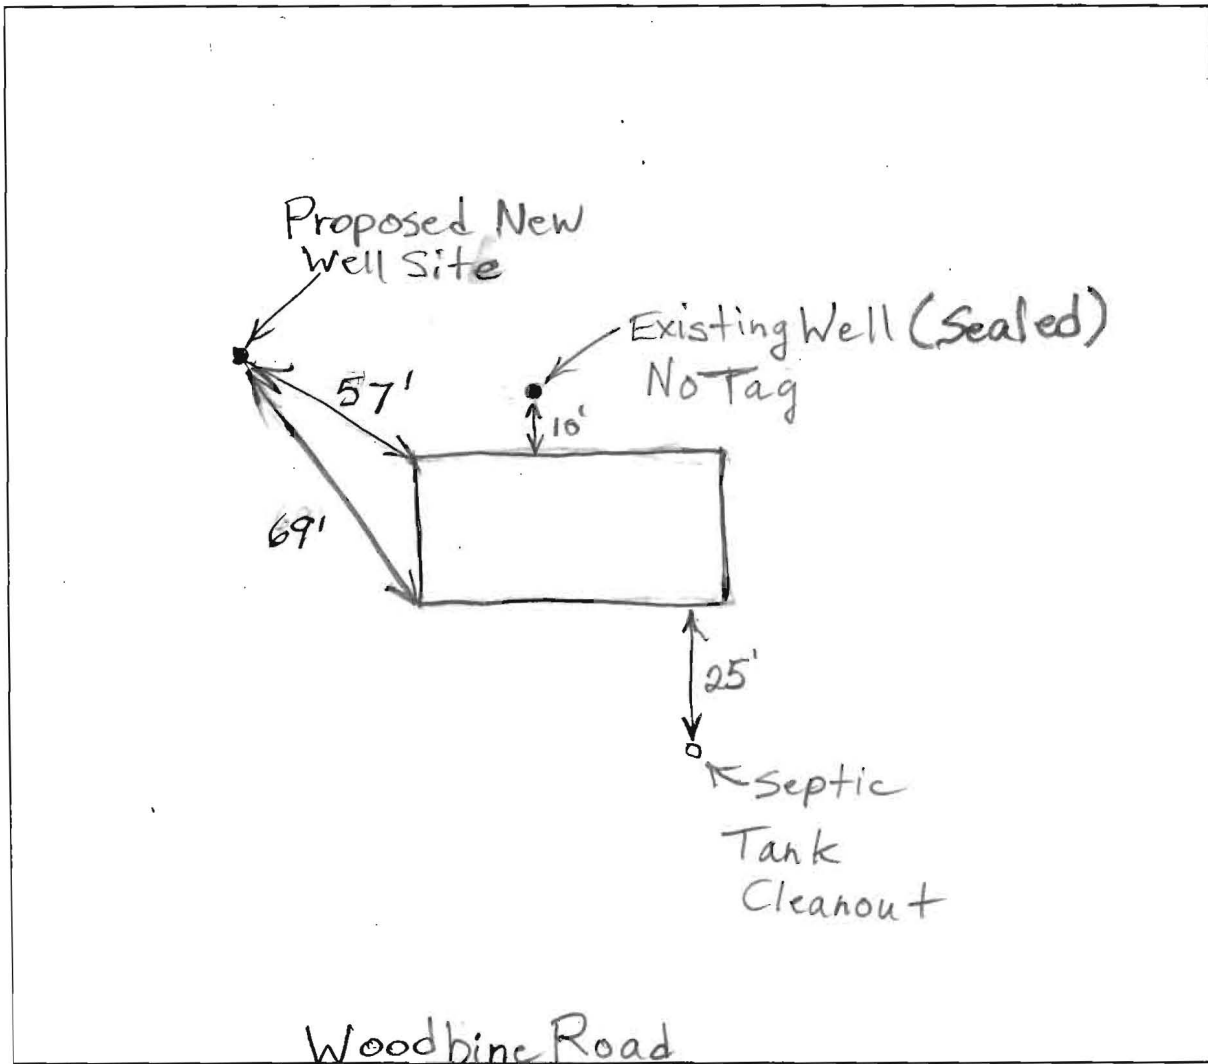 Proposed New
Well Site
Existing Well (Sealed)
No Tag
57'
10'
69'
25'
Septic
Tank
Cleanout
Woodbine Road